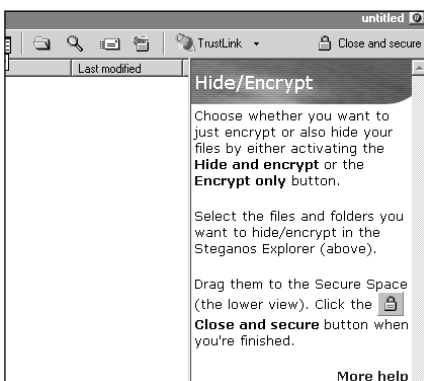 untitled
TrustLink
Close and secure
Last modified
Hide/Encrypt
Choose whether you want to
just encrypt or also hide your
files by either activating the
Hide and encrypt or the
Encrypt only button.
Select the files and folders you
want to hide/encrypt in the
Steganos Explorer (above).
Drag them to the Secure Space
(the lower view). Click the
Close and secure button when
you're finished.
More help